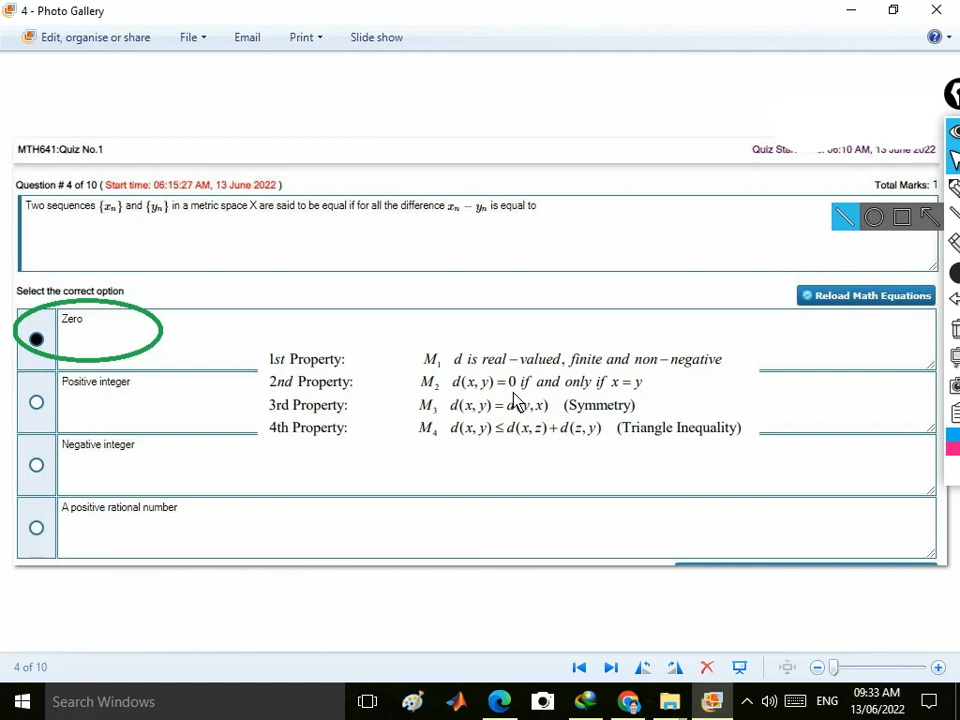 4 - Photo Gallery
Edit, organise or share File Email Print Slide show
MTH641:Quiz No.1
Quiz 06:10 AM, 13 June 2022
Question # 4 of 10 ( Start time: 06:15:27 AM, 13 June 2022 ) Total Marks: 1
Two sequences {xₙ} and {yₙ} in a metric space X are said to be equal if for all the difference xₙ − yₙ is equal to
Select the correct option
Reload Math Equations
Zero
1st Property: M₁ d is real −valued, finite and non −negative
Positive integer
2nd Property: M₂ d(x, y) = 0 if and only if x = y
3rd Property: M₃ d(x, y) = y, x) (Symmetry)
4th Property: M₄ d(x, y) ≤ d(x, z) + d(z, y) (Triangle Inequality)
Negative integer
A positive rational number
4 of 10
Search Windows
ENG
09:33 AM
13/06/2022